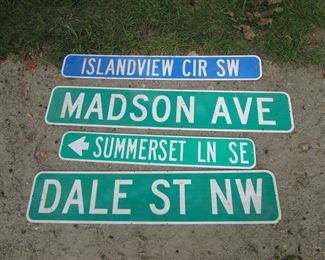 ISLANDVIEW CIR SW
MADSON AVE
SUMMERSET LN SE
DALE ST NW